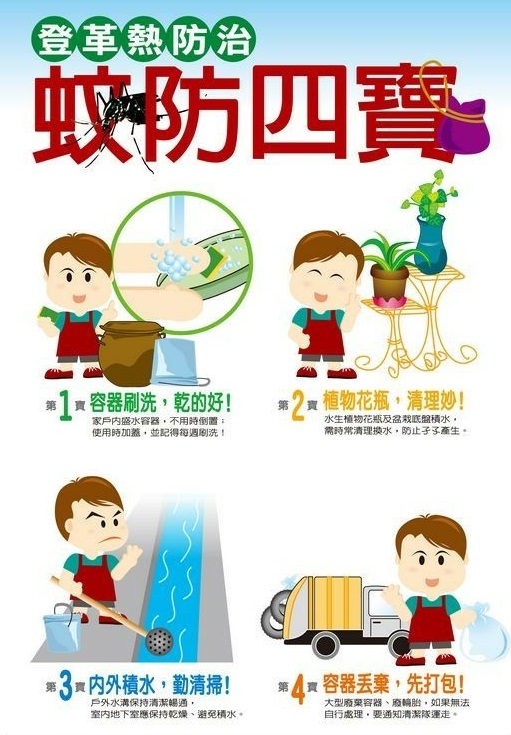 登革熱防治
蚊防四寶
第1寶 容器刷洗，乾的好!
家戶內盛水容器，不用時倒置；
使用時加蓋，並記得每週刷洗！
第2寶 植物花瓶，清理妙!
水生植物花瓶及盆栽底盤積水，
需時常清理換水，防止孑孓產生。
第3寶 內外積水，勤清掃!
戶外水溝保持清潔暢通，
室內地下室應保持乾燥、避免積水。
第4寶 容器丟棄，先打包!
大型廢棄容器、廢輪胎，如果無法
自行處理，要通知清潔隊運走。